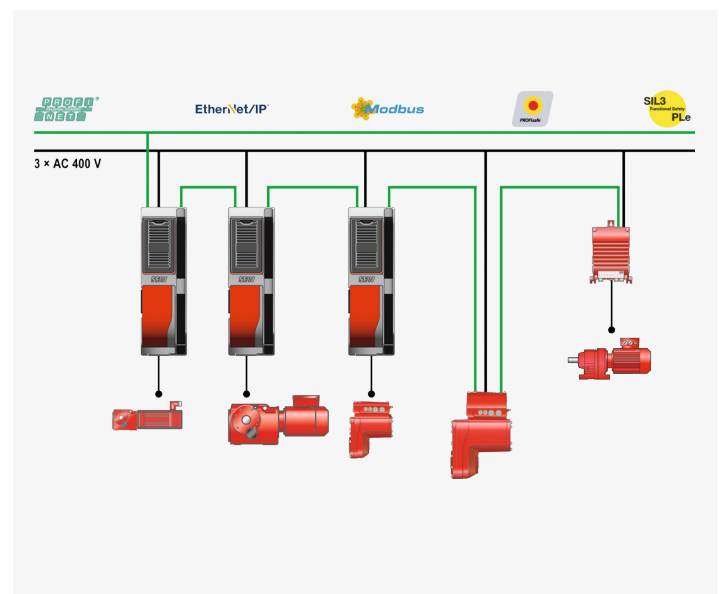 PROFI
NET
EtherNet/IP
Modbus
PROFIsafe
SIL3
Functional Safety
PLe
3 × AC 400 V
SEW
SEW
SEW